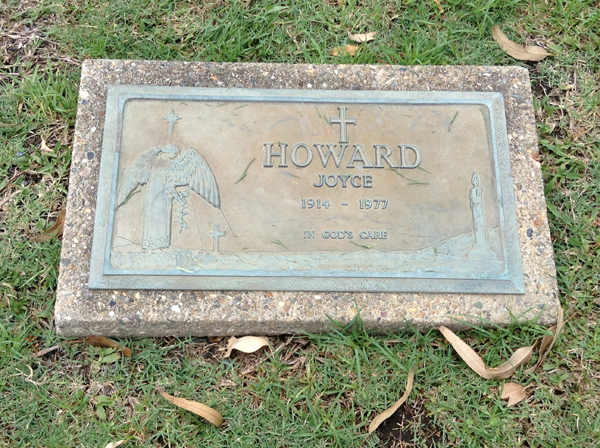 HOWARD
JOYCE
1914 - 1977
IN GOD'S CARE